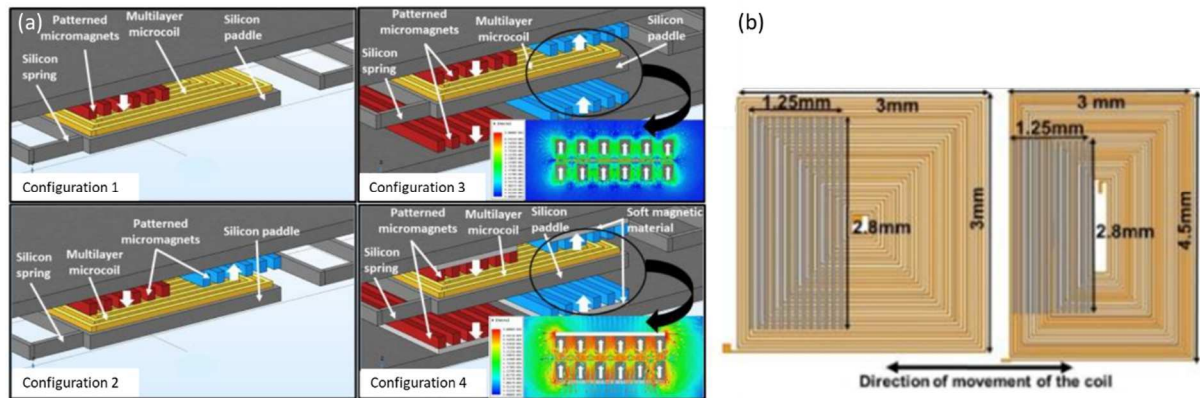 (a)
Patterned
micromagnets
Multilayer
microcoil
Silicon
paddle
Silicon
spring
Configuration 1
Patterned
micromagnets
Multilayer
microcoil
Silicon
paddle
Silicon
spring
Configuration 3
Patterned
micromagnets
Silicon paddle
Multilayer
microcoil
Silicon
spring
Configuration 2
Patterned
micromagnets
Multilayer
microcoil
Silicon
paddle
Soft magnetic
material
Silicon
spring
Configuration 4
(b)
3mm
1.25mm
2.8mm
3mm
3 mm
1.25mm
2.8mm
4.5mm
Direction of movement of the coil